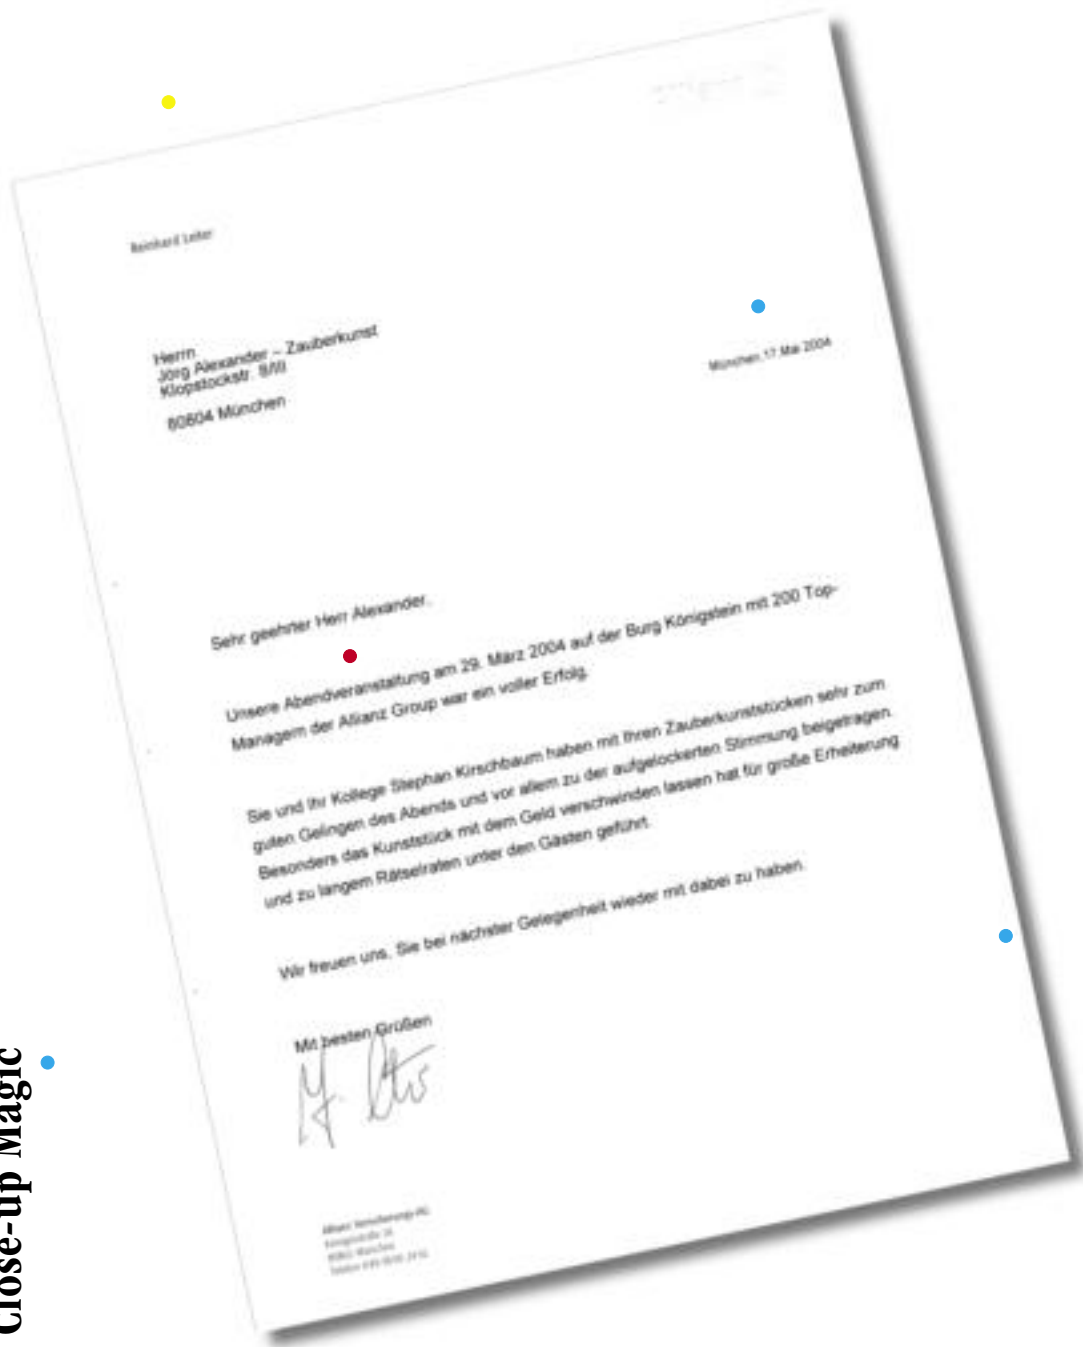 Reinhard Leiter
Herrn
Jörg Alexander – Zauberkunst
Klopstockstr. 8/III
80804 München
München, 17. Mai 2004
Sehr geehrter Herr Alexander,
Unsere Abendveranstaltung am 29. März 2004 auf der Burg Königstein mit 200 Top-
Managern der Allianz Group war ein voller Erfolg.
Sie und Ihr Kollege Stephan Kirschbaum haben mit Ihren Zauberkunststücken sehr zum
guten Gelingen des Abends und vor allem zu der aufgelockerten Stimmung beigetragen.
Besonders das Kunststück mit dem Geld verschwinden lassen hat für große Erheiterung
und zu langem Rätselraten unter den Gästen geführt.
Wir freuen uns, Sie bei nächster Gelegenheit wieder mit dabei zu haben.
Mit besten Grüßen
Allianz Versicherungs-AG
München
Telefon
Close-up Magic